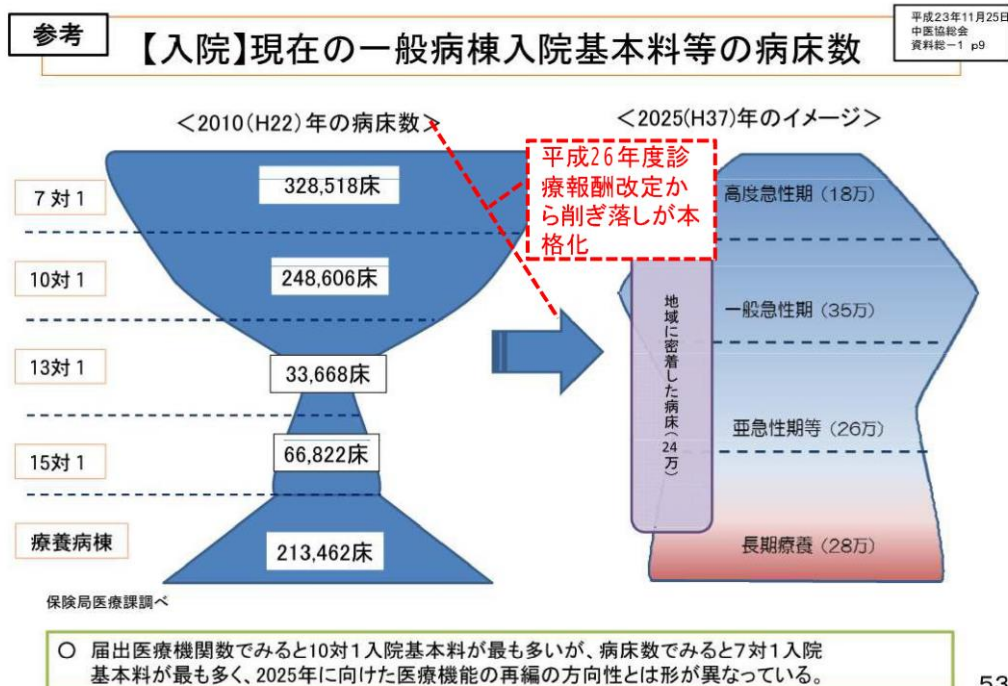 参考
【入院】現在の一般病棟入院基本料等の病床数
平成23年11月25日
中医協総会
資料総－1 p9
＜2010(H22)年の病床数＞
＜2025(H37)年のイメージ＞
平成26年度診
療報酬改定か
ら削ぎ落しが本
格化
7対1
328,518床
10対1
248,606床
13対1
33,668床
15対1
66,822床
療養病棟
213,462床
高度急性期（18万）
一般急性期（35万）
亜急性期等（26万）
長期療養（28万）
地域に密着した病床（24万）
保険局医療課調べ
○ 届出医療機関数でみると10対1入院基本料が最も多いが、病床数でみると7対1入院
基本料が最も多く、2025年に向けた医療機能の再編の方向性とは形が異なっている。
53